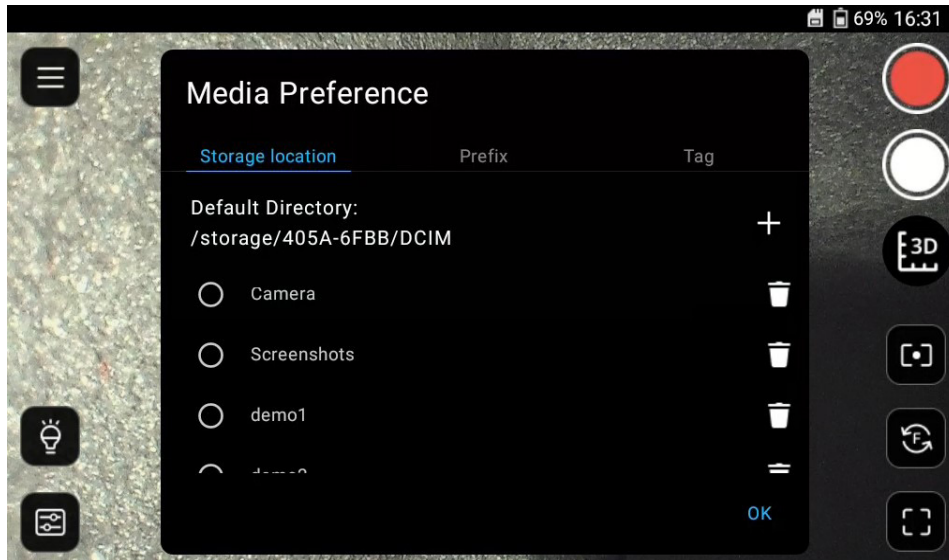 69% 16:31
Media Preference
Storage location Prefix Tag
Default Directory:
/storage/405A-6FBB/DCIM
3D
Camera
Screenshots
demo1
F
OK